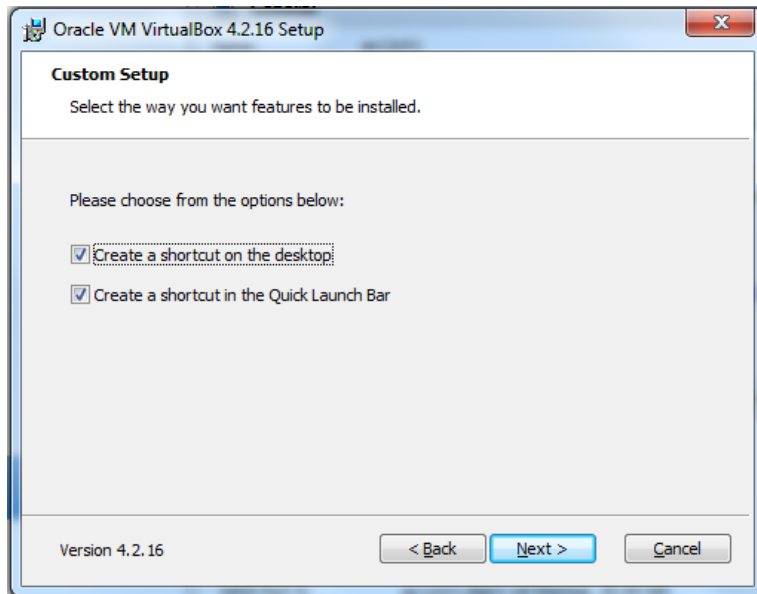 Oracle VM VirtualBox 4.2.16 Setup
Custom Setup
Select the way you want features to be installed.
Please choose from the options below:
Create a shortcut on the desktop
Create a shortcut in the Quick Launch Bar
Version 4.2.16
< Back
Next >
Cancel